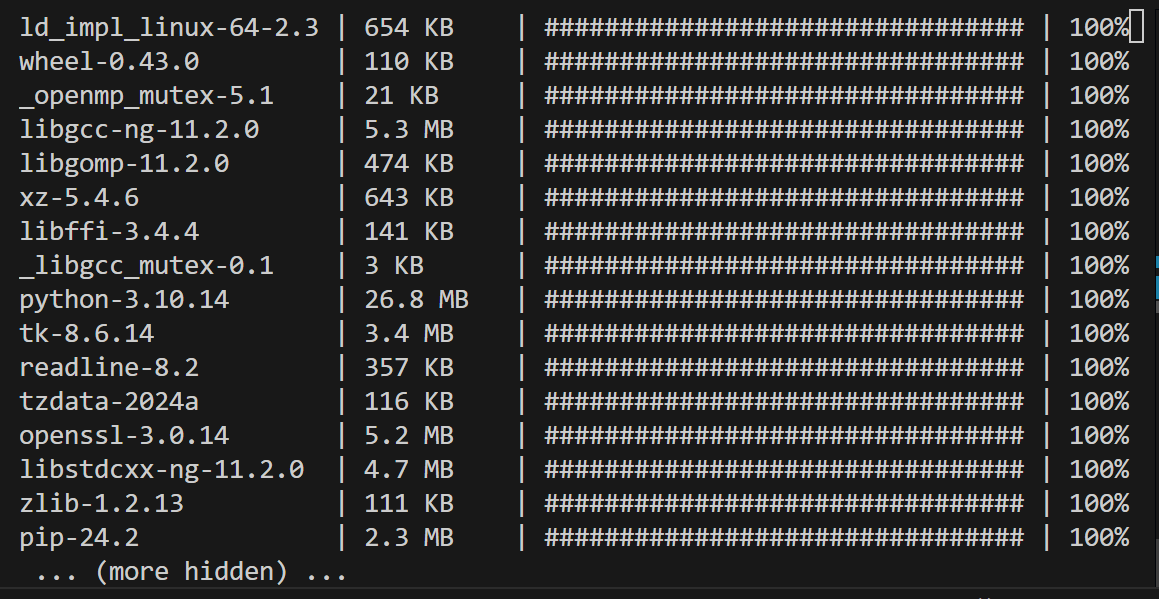 ld_impl_linux-64-2.3 | 654 KB    | ################################ | 100%
wheel-0.43.0         | 110 KB    | ################################ | 100%
_openmp_mutex-5.1    | 21 KB     | ################################ | 100%
libgcc-ng-11.2.0     | 5.3 MB    | ################################ | 100%
libgomp-11.2.0       | 474 KB    | ################################ | 100%
xz-5.4.6             | 643 KB    | ################################ | 100%
libffi-3.4.4         | 141 KB    | ################################ | 100%
_libgcc_mutex-0.1    | 3 KB      | ################################ | 100%
python-3.10.14       | 26.8 MB   | ################################ | 100%
tk-8.6.14            | 3.4 MB    | ################################ | 100%
readline-8.2         | 357 KB    | ################################ | 100%
tzdata-2024a         | 116 KB    | ################################ | 100%
openssl-3.0.14       | 5.2 MB    | ################################ | 100%
libstdcxx-ng-11.2.0  | 4.7 MB    | ################################ | 100%
zlib-1.2.13          | 111 KB    | ################################ | 100%
pip-24.2             | 2.3 MB    | ################################ | 100%
 ... (more hidden) ...